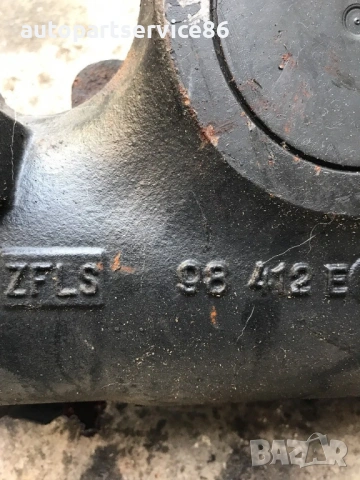 autopartservice86@
ZFLS 98 412 E
BAZAR